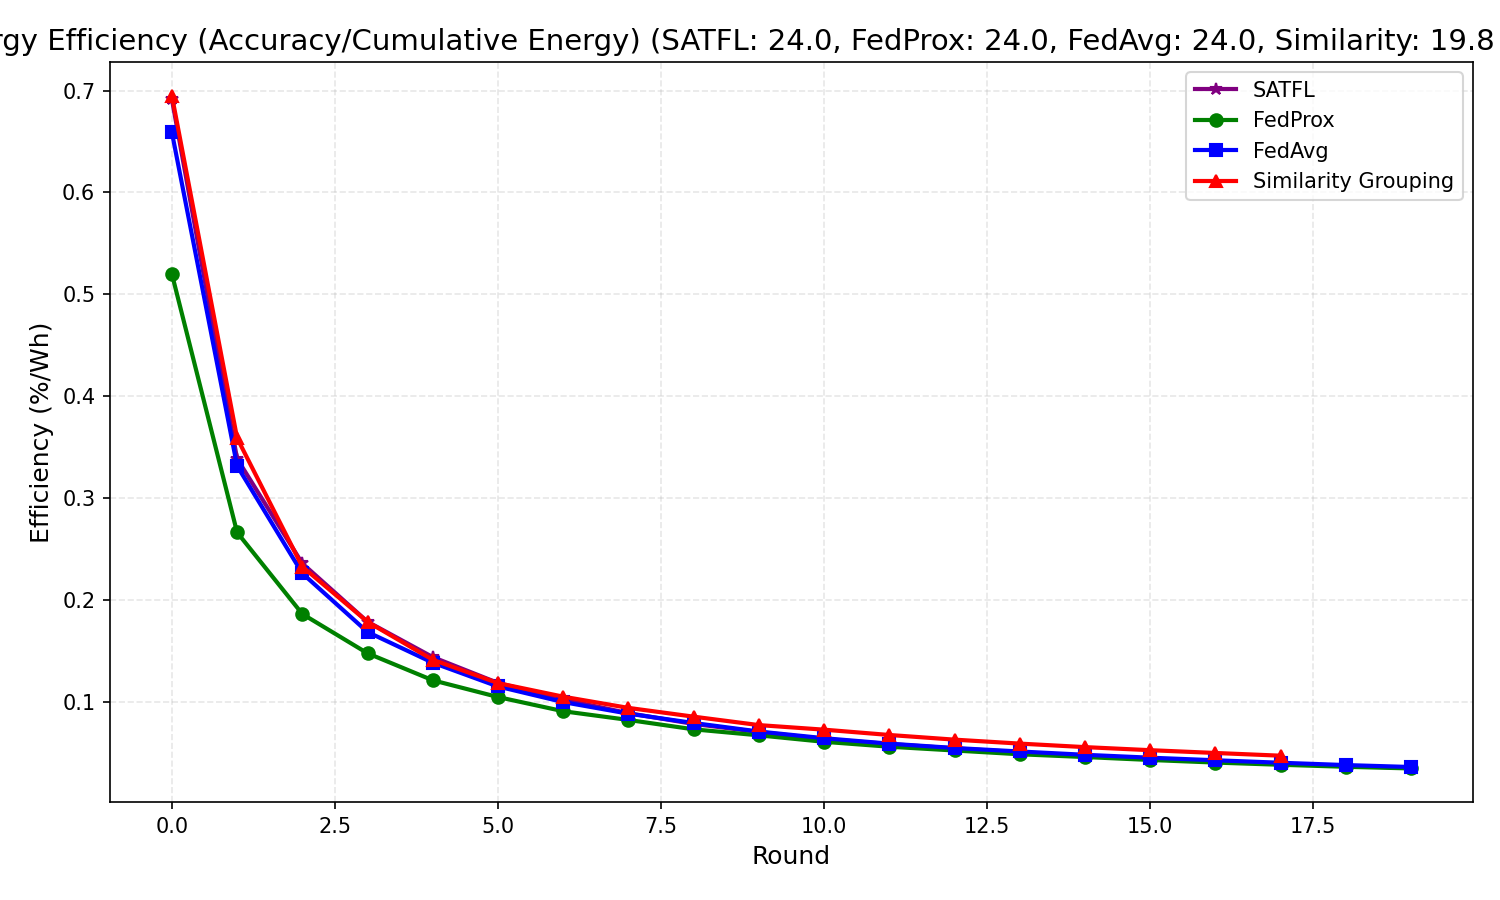 rgy Efficiency (Accuracy/Cumulative Energy) (SATFL: 24.0, FedProx: 24.0, FedAvg: 24.0, Similarity: 19.8
SATFL
FedProx
FedAvg
Similarity Grouping
Efficiency (%/Wh)
0.7
0.6
0.5
0.4
0.3
0.2
0.1
0.0
2.5
5.0
7.5
10.0
12.5
15.0
17.5
Round